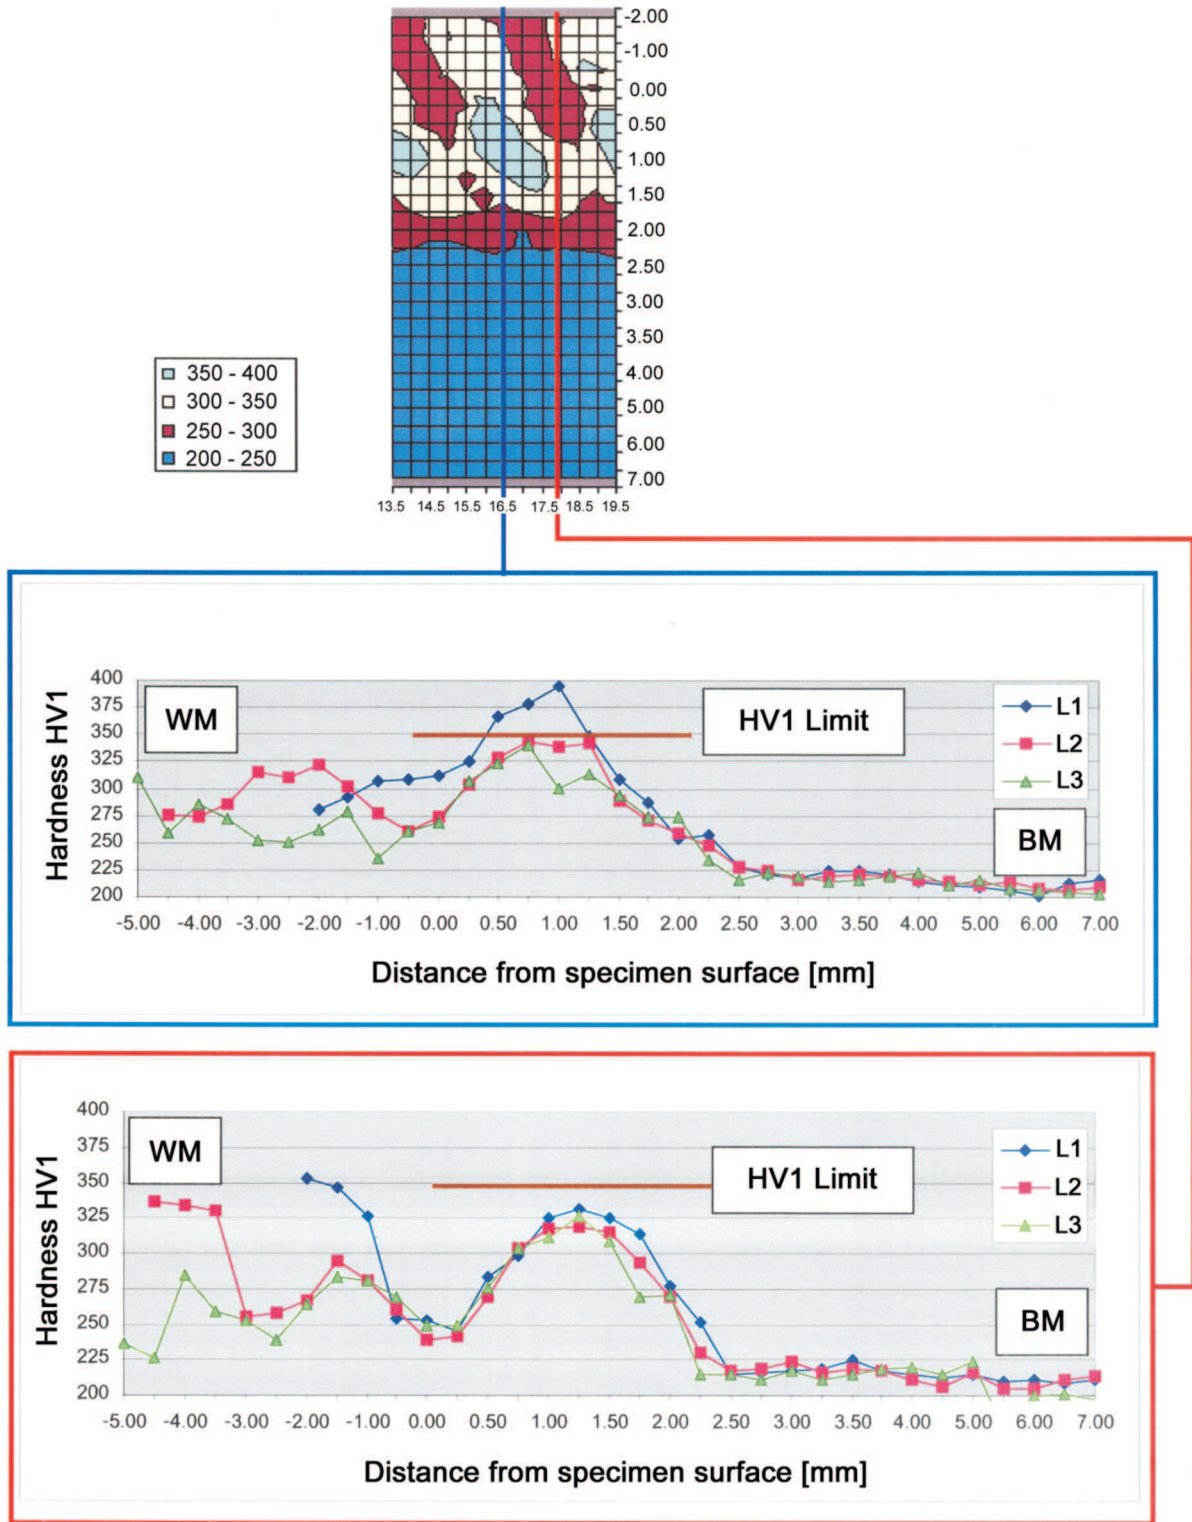 -2.00
-1.00
0.00
0.50
1.00
1.50
2.00
2.50
3.00
3.50
4.00
5.00
6.00
7.00
350 - 400
300 - 350
250 - 300
200 - 250
13.5 14.5 15.5 16.5 17.5 18.5 19.5
Hardness HV1
400
375
350
325
300
275
250
225
200
WM
HV1 Limit
L1
L2
L3
BM
-5.00 -4.00 -3.00 -2.00 -1.00 0.00 0.50 1.00 1.50 2.00 2.50 3.00 3.50 4.00 5.00 6.00 7.00
Distance from specimen surface [mm]
Hardness HV1
400
375
350
325
300
275
250
225
200
WM
HV1 Limit
L1
L2
L3
BM
-5.00 -4.00 -3.00 -2.00 -1.00 0.00 0.50 1.00 1.50 2.00 2.50 3.00 3.50 4.00 5.00 6.00 7.00
Distance from specimen surface [mm]